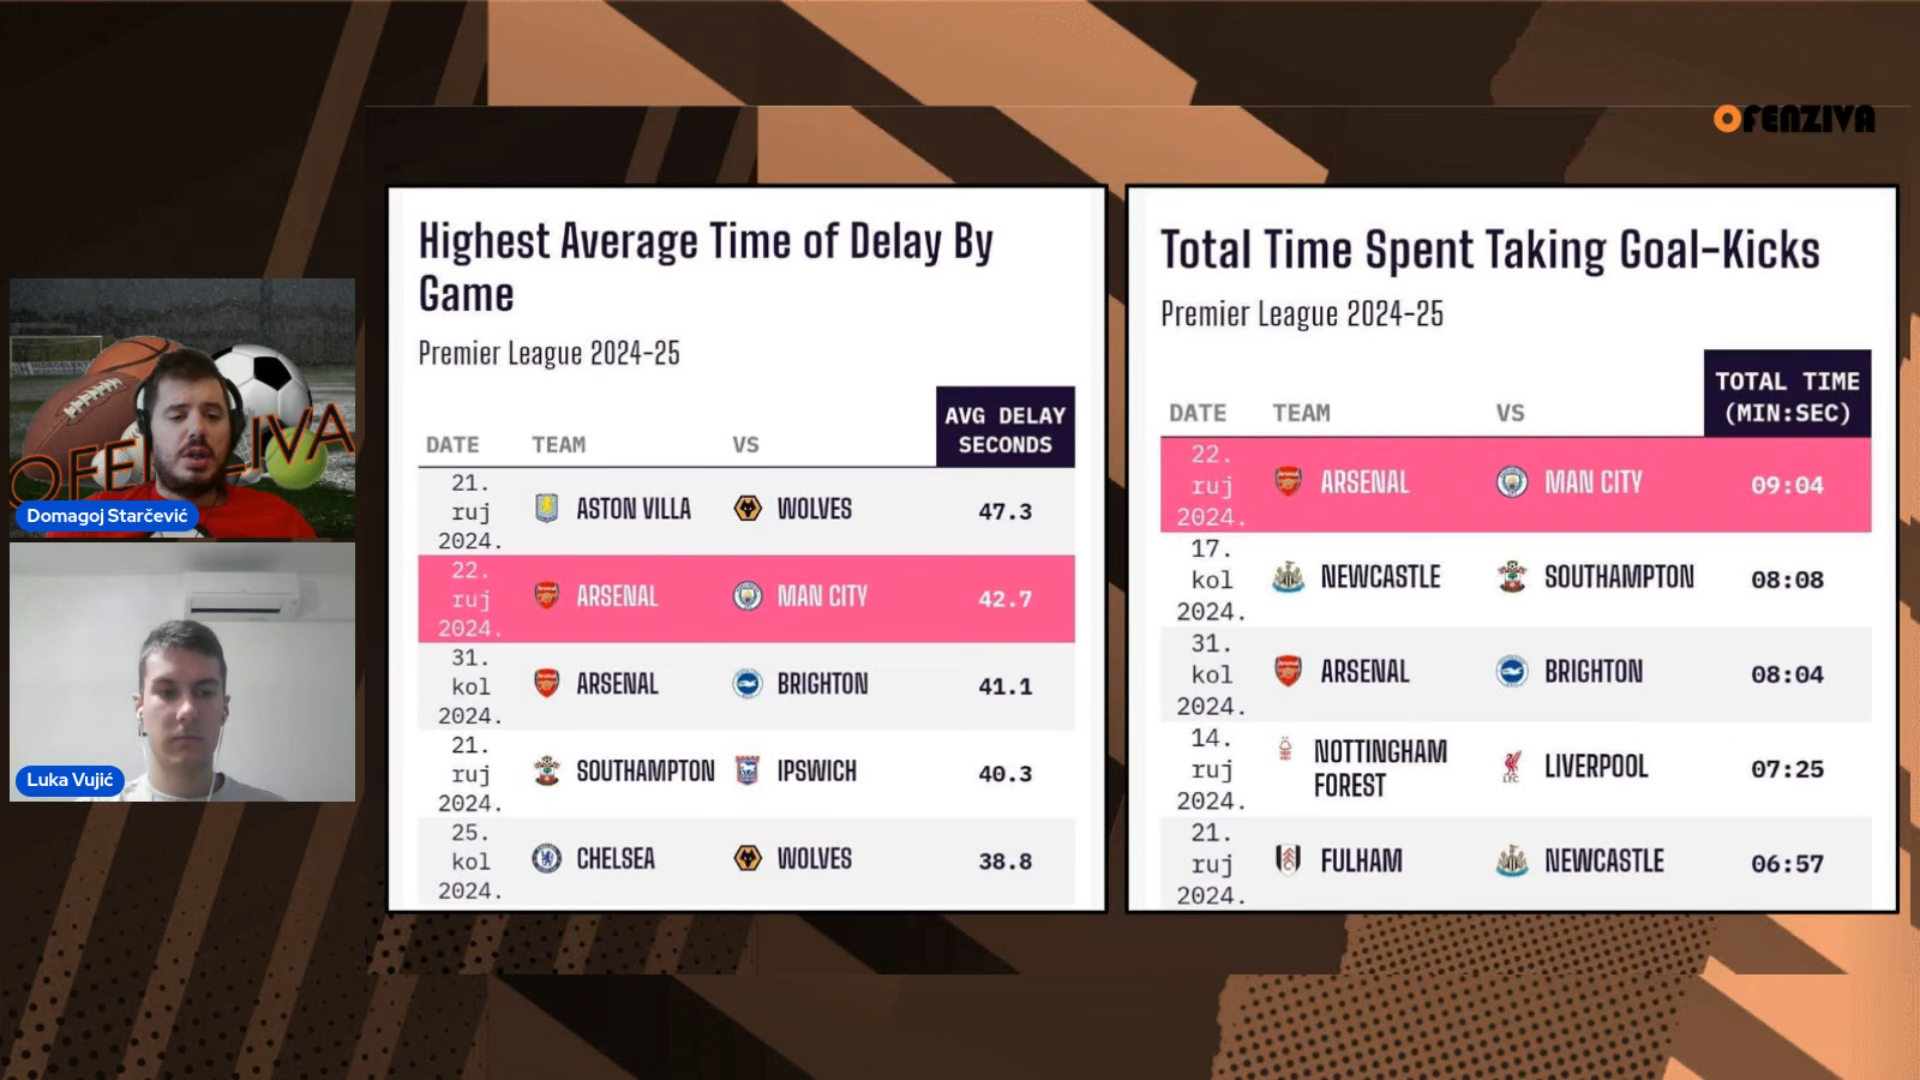 OFENZIVA
Highest Average Time of Delay By
Game
Premier League 2024-25
DATE TEAM VS AVG DELAY SECONDS
21. ruj 2024. ASTON VILLA WOLVES 47.3
22. ruj 2024. ARSENAL MAN CITY 42.7
31. kol 2024. ARSENAL BRIGHTON 41.1
21. ruj 2024. SOUTHAMPTON IPSWICH 40.3
25. kol 2024. CHELSEA WOLVES 38.8
Total Time Spent Taking Goal-Kicks
Premier League 2024-25
DATE TEAM VS TOTAL TIME (MIN:SEC)
22. ruj 2024. ARSENAL MAN CITY 09:04
17. kol 2024. NEWCASTLE SOUTHAMPTON 08:08
31. kol 2024. ARSENAL BRIGHTON 08:04
14. ruj 2024. NOTTINGHAM FOREST LIVERPOOL 07:25
21. ruj 2024. FULHAM NEWCASTLE 06:57
Domagoj Starčević
Luka Vujić